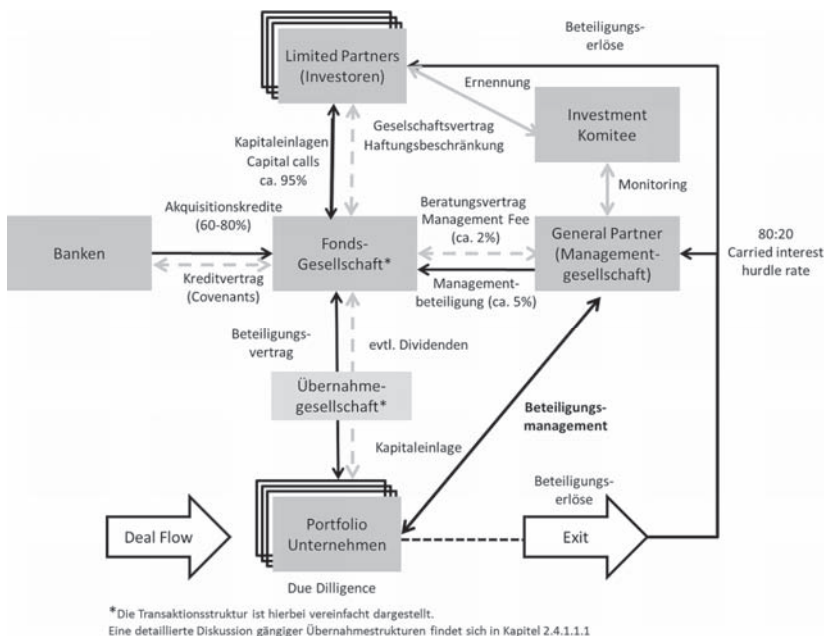 Limited Partners
(Investoren)
Beteiligungs-
erlöse
Ernennung
Investment
Komitee
Kapitaleinlagen
Capital calls
ca. 95%
Geselschaftsvertrag
Haftungsbeschränkung
Monitoring
Akquisitionskredite
(60-80%)
Beratungsvertrag
Management Fee
(ca. 2%)
Banken
Fonds-
Gesellschaft*
General Partner
(Management-
gesellschaft)
80:20
Carried interest
hurdle rate
Kreditvertrag
(Covenants)
Management-
beteiligung (ca. 5%)
Beteiligungs-
vertrag
evtl. Dividenden
Übernahme-
gesellschaft*
Beteiligungs-
management
Kapitaleinlage
Beteiligungs-
erlöse
Deal Flow
Portfolio
Unternehmen
Exit
Due Dilligence
*Die Transaktionsstruktur ist hierbei vereinfacht dargestellt.
Eine detaillierte Diskussion gängiger Übernahmestrukturen findet sich in Kapitel 2.4.1.1.1